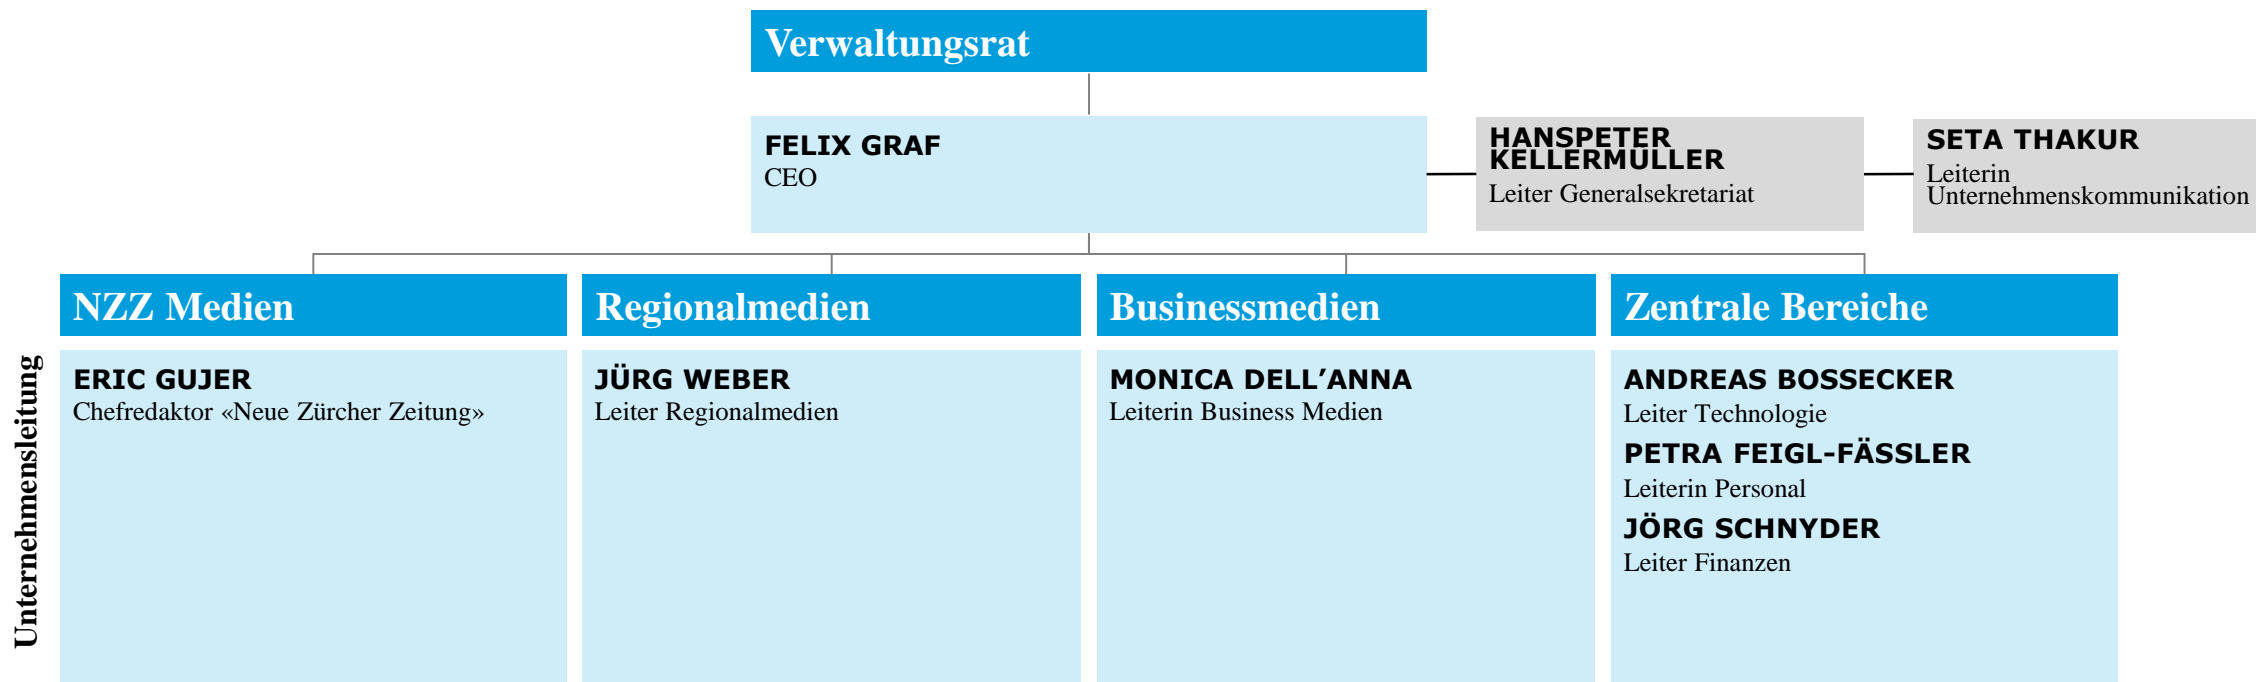 Verwaltungsrat
FELIX GRAF
CEO
HANSPETER
KELLERMÜLLER
Leiter Generalsekretariat
SETA THAKUR
Leiterin
Unternehmenskommunikation
Unternehmensleitung
NZZ Medien
ERIC GUJER
Chefredaktor «Neue Zürcher Zeitung»
Regionalmedien
JÜRG WEBER
Leiter Regionalmedien
Businessmedien
MONICA DELL’ANNA
Leiterin Business Medien
Zentrale Bereiche
ANDREAS BOSSECKER
Leiter Technologie
PETRA FEIGL-FÄSSLER
Leiterin Personal
JÖRG SCHNYDER
Leiter Finanzen